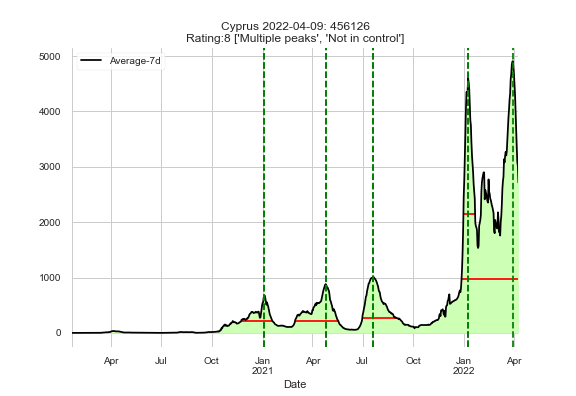 Cyprus 2022-04-09: 456126
Rating:8 ['Multiple peaks', 'Not in control']
Average-7d
5000
4000
3000
2000
1000
0
Apr Jul Oct Jan Apr Jul Oct Jan Apr
2021 2022
Date